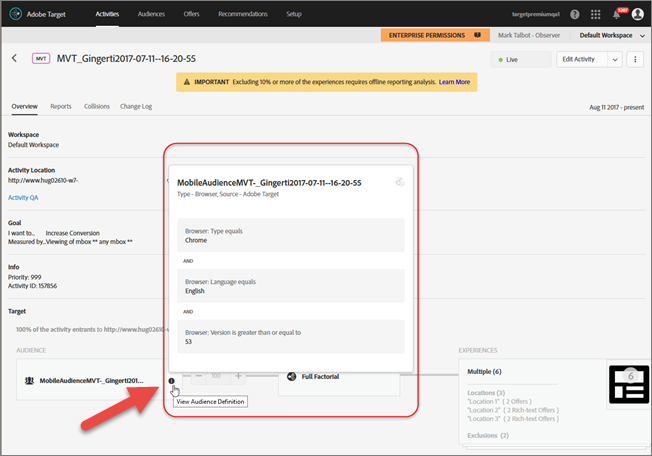 Adobe Target Activities Audiences Offers Recommendations Setup targetpremiumqa1
ENTERPRISE PERMISSIONS Mark Talbot - Observer Default Workspace
MVT MVT_Gingerti2017-07-11--16-20-55 Live Edit Activity
IMPORTANT Excluding 10% or more of the experiences requires offline reporting analysis. Learn More
Overview Reports Collisions Change Log Aug 11 2017 - present
Workspace
Default Workspace
Activity Location
http://www.hug02610-w7-
Activity QA
Goal
I want to.. Increase Conversion
Measured by.. Viewing of mbox ** any mbox **
Info
Priority: 999
Activity ID: 157856
Target
100% of the activity entrants to http://www.hug02610-w
MobileAudienceMVT-_Gingerti2017-07-11--16-20-55
Type - Browser, Source - Adobe Target
Browser: Type equals
Chrome
AND
Browser: Language equals
English
AND
Browser: Version is greater than or equal to
53
AUDIENCE
MobileAudienceMVT-_Gingerti201...
View Audience Definition
100
Full Factorial
EXPERIENCES
Multiple (6)
Locations (3)
"Location 1" ( 2 Offers )
"Location 2" ( 2 Rich-text Offers )
"Location 3" ( 2 Rich-text Offers )
Exclusions (2)
6